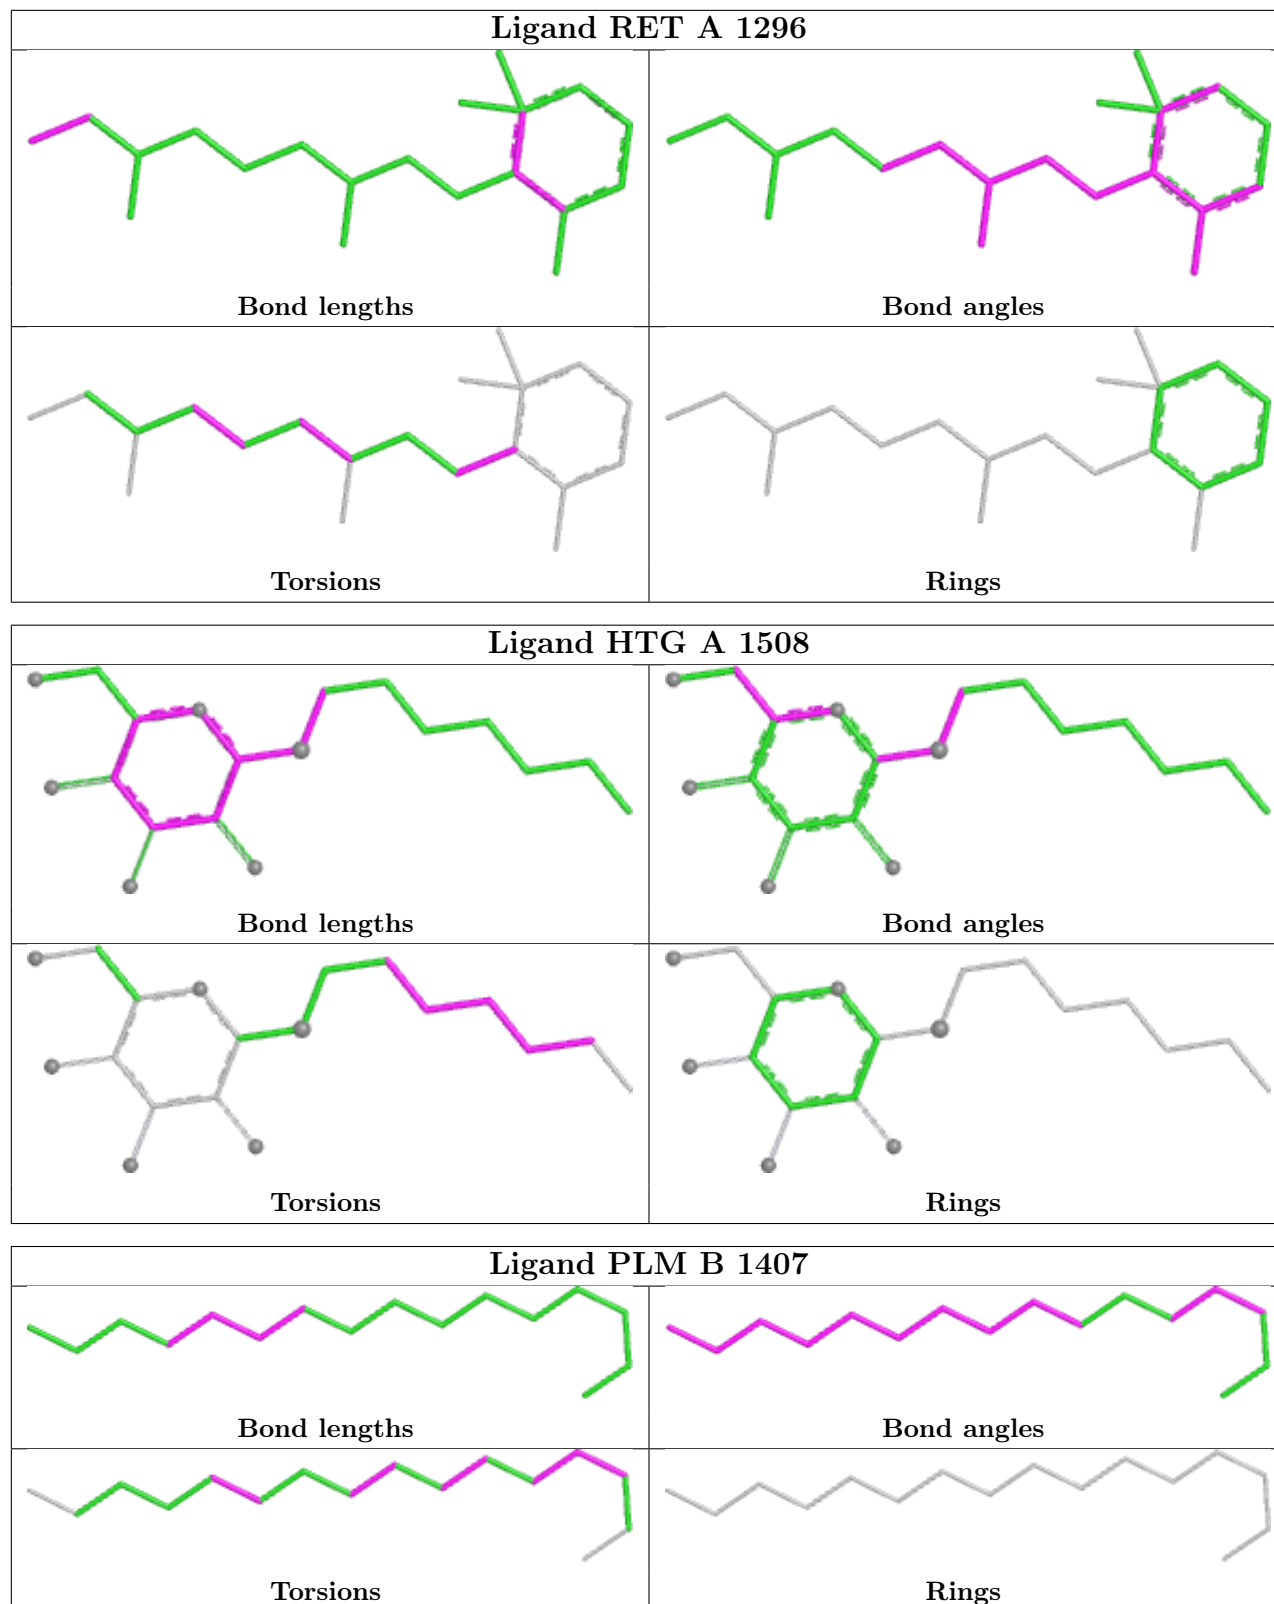 Ligand RET A 1296
Bond lengths
Bond angles
Torsions
Rings
Ligand HTG A 1508
Bond lengths
Bond angles
Torsions
Rings
Ligand PLM B 1407
Bond lengths
Bond angles
Torsions
Rings